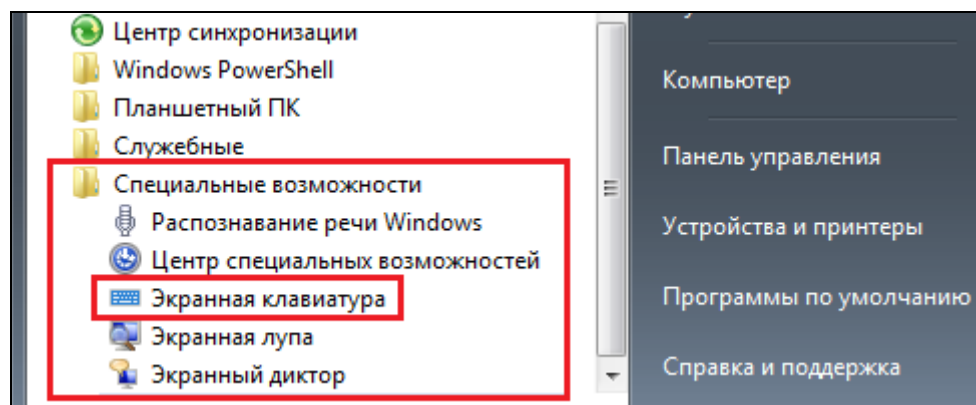 Центр синхронизации
Windows PowerShell
Планшетный ПК
Служебные
Специальные возможности
Распознавание речи Windows
Центр специальных возможностей
Экранная клавиатура
Экранная лупа
Экранный диктор
Компьютер
Панель управления
Устройства и принтеры
Программы по умолчанию
Справка и поддержка